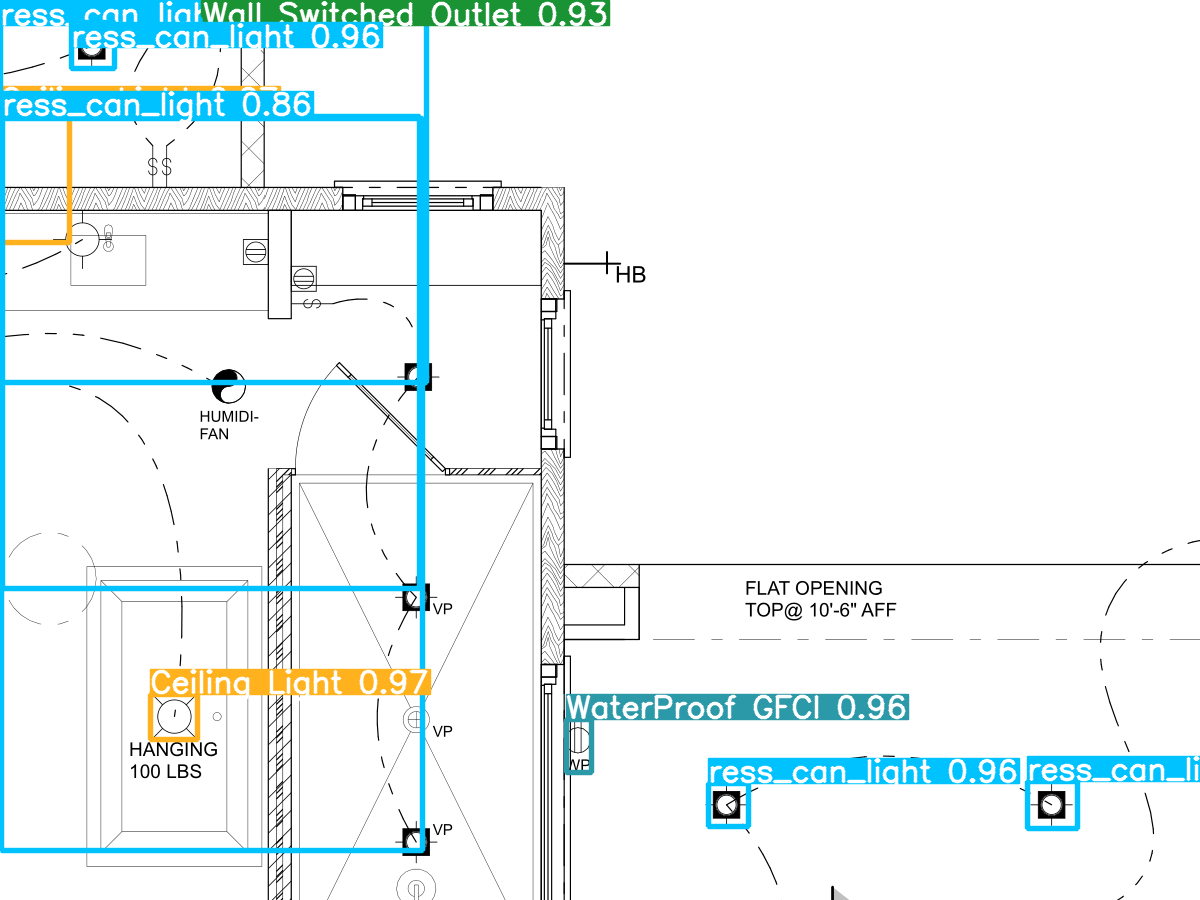 ress_can_ligh
Wall Switched Outlet 0.93
ress_can_light 0.96
ress_can_light 0.86
SS
HB
S
HUMIDI-
FAN
FLAT OPENING
TOP@ 10'-6" AFF
VP
Ceiling Light 0.97
WaterProof GFCI 0.96
VP
HANGING
100 LBS
WP
ress_can_light 0.96
ress_can_li
VP